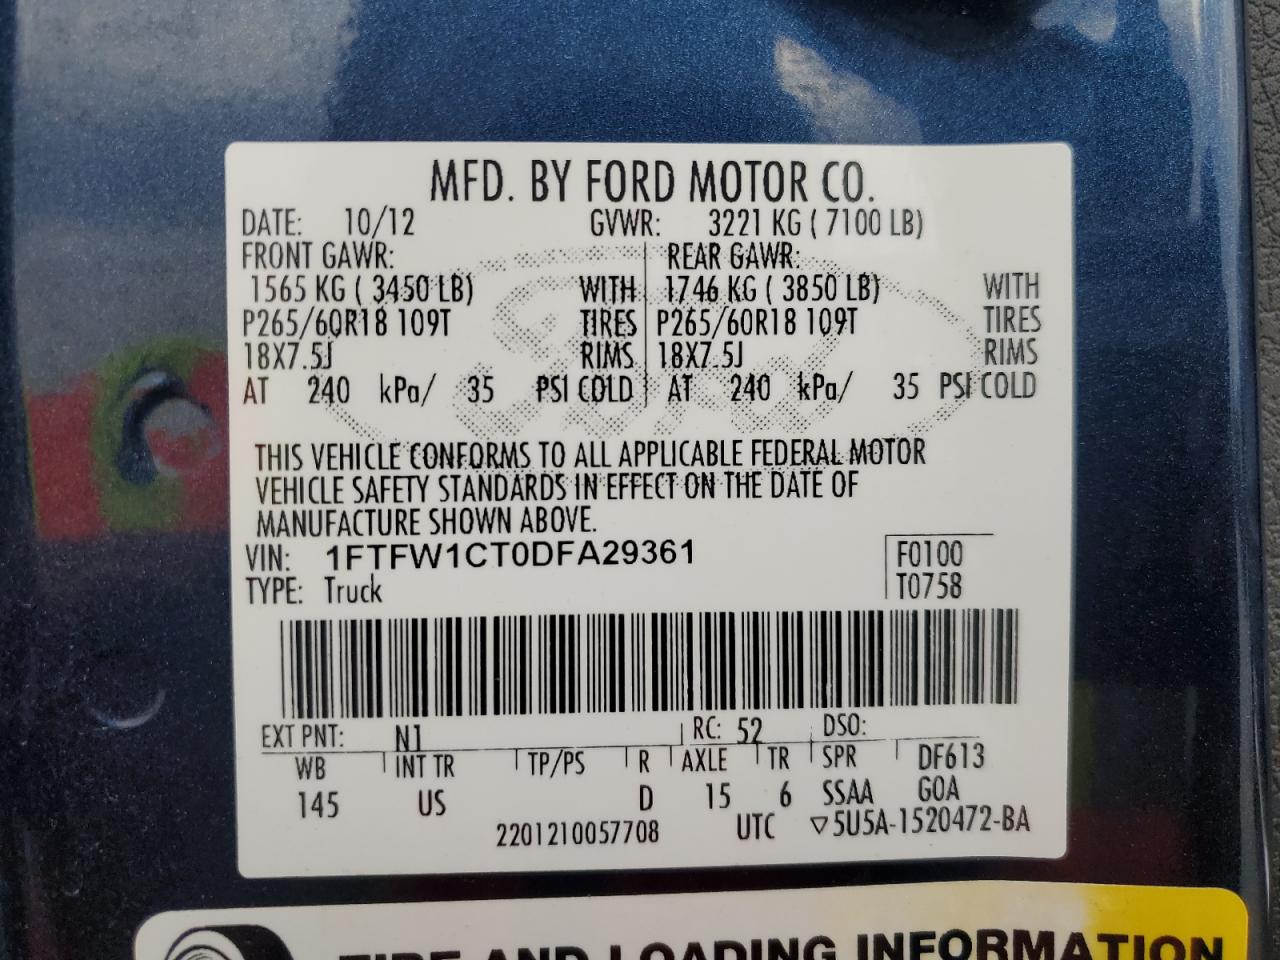 MFD. BY FORD MOTOR CO.
DATE: 10/12 GVWR: 3221 KG ( 7100 LB)
FRONT GAWR: REAR GAWR:
1565 KG ( 3450 LB) WITH 1746 KG ( 3850 LB) WITH
P265/60R18 109T TIRES P265/60R18 109T TIRES
18X7.5J RIMS 18X7.5J RIMS
AT 240 kPa/ 35 PSI COLD AT 240 kPa/ 35 PSI COLD
THIS VEHICLE CONFORMS TO ALL APPLICABLE FEDERAL MOTOR
VEHICLE SAFETY STANDARDS IN EFFECT ON THE DATE OF
MANUFACTURE SHOWN ABOVE.
VIN: 1FTFW1CT0DFA29361 F0100
TYPE: Truck T0758
EXT PNT: N1 RC: 52 DSO:
WB INT TR TP/PS R AXLE TR SPR DF613
145 US D 15 6 SSAA GOA
2201210057708 UTC ▽5U5A-1520472-BA
TIRE AND LOADING INFORMATION